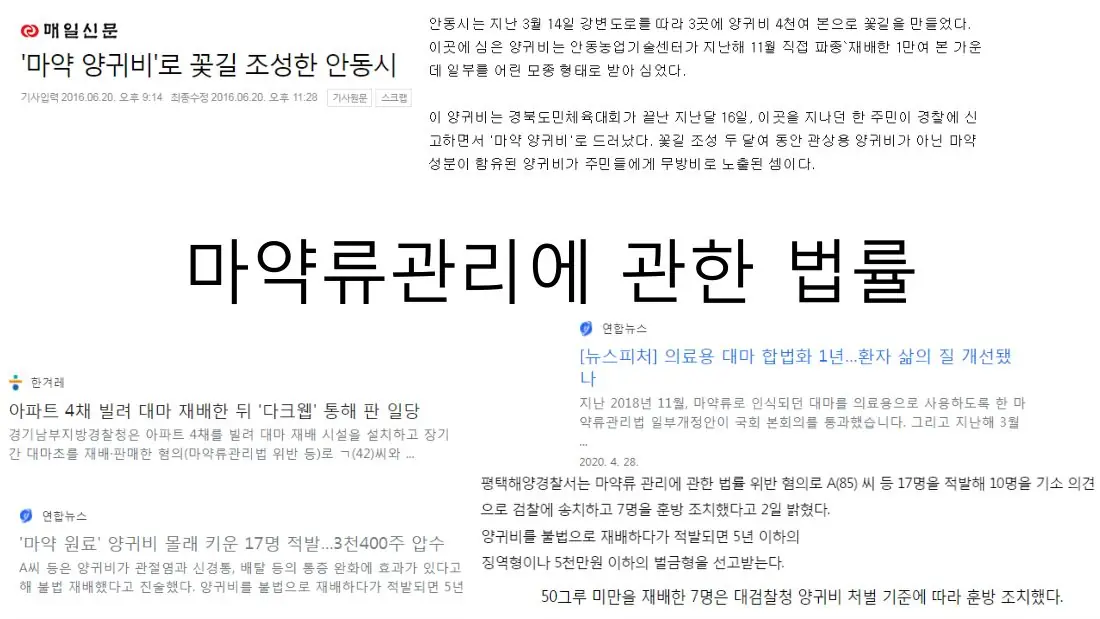 매일신문
'마약 양귀비'로 꽃길 조성한 안동시
기사입력 2016.06.20. 오후 9:14 최종수정 2016.06.20. 오후 11:28 기사원문 스크랩
안동시는 지난 3월 14일 강변도로를 따라 3곳에 양귀비 4천여 본으로 꽃길을 만들었다.
이곳에 심은 양귀비는 안동농업기술센터가 지난해 11월 직접 파종`재배한 1만여 본 가운
데 일부를 어린 모종 형태로 받아 심었다.
이 양귀비는 경북도민체육대회가 끝난 지난달 16일, 이곳을 지나던 한 주민이 경찰에 신
고하면서 '마약 양귀비'로 드러났다. 꽃길 조성 두 달여 동안 관상용 양귀비가 아닌 마약
성분이 함유된 양귀비가 주민들에게 무방비로 노출된 셈이다.
마약류관리에 관한 법률
연합뉴스
[뉴스피처] 의료용 대마 합법화 1년...환자 삶의 질 개선됐
나
지난 2018년 11월, 마약류로 인식되던 대마를 의료용으로 사용하도록 한 마
약류관리법 일부개정안이 국회 본회의를 통과했습니다. 그리고 지난해 3월
...
2020. 4. 28.
한겨레
아파트 4채 빌려 대마 재배한 뒤 '다크웹' 통해 판 일당
경기남부지방경찰청은 아파트 4채를 빌려 대마 재배 시설을 설치하고 장기
간 대마초를 재배·판매한 혐의(마약류관리법 위반 등)로 ㄱ(42)씨와 ...
평택해양경찰서는 마약류 관리에 관한 법률 위반 혐의로 A(85) 씨 등 17명을 적발해 10명을 기소 의견
으로 검찰에 송치하고 7명을 훈방 조치했다고 2일 밝혔다.
양귀비를 불법으로 재배하다가 적발되면 5년 이하의
징역형이나 5천만원 이하의 벌금형을 선고받는다.
연합뉴스
'마약 원료' 양귀비 몰래 키운 17명 적발...3천400주 압수
A씨 등은 양귀비가 관절염과 신경통, 배탈 등의 통증 완화에 효과가 있다고
해 불법 재배했다고 진술했다. 양귀비를 불법으로 재배하다가 적발되면 5년
50그루 미만을 재배한 7명은 대검찰청 양귀비 처벌 기준에 따라 훈방 조치했다.